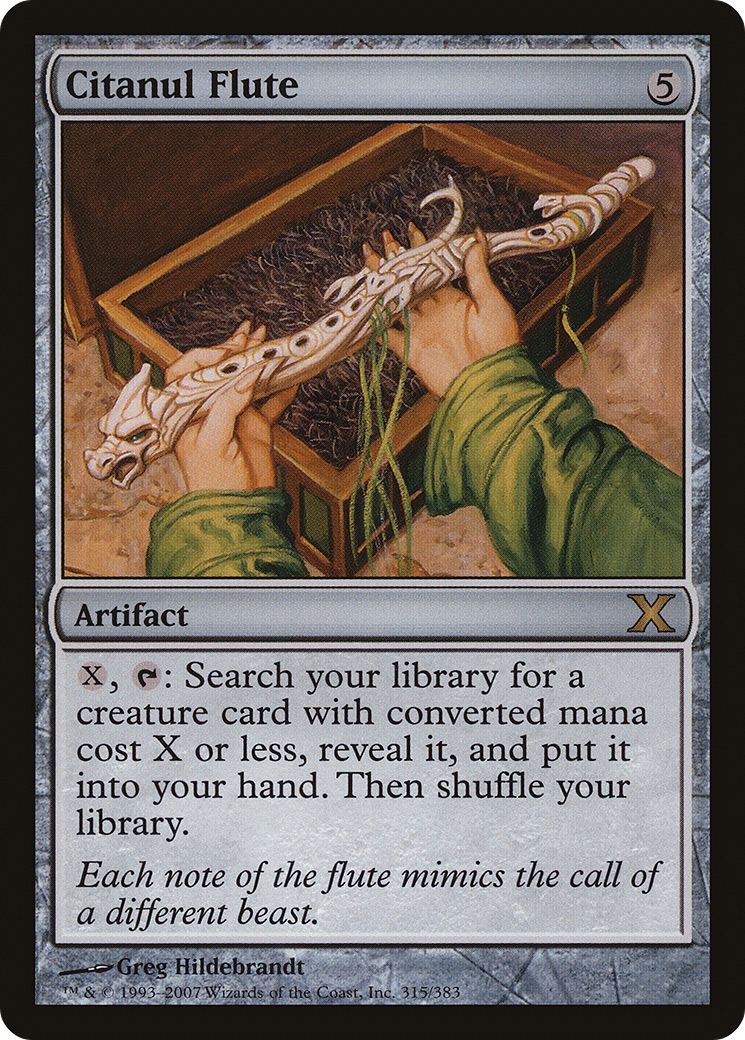 Citanul Flute 5
Artifact X
X, : Search your library for a
creature card with converted mana
cost X or less, reveal it, and put it
into your hand. Then shuffle your
library.
Each note of the flute mimics the call of
a different beast.
Greg Hildebrandt
™ & © 1993–2007 Wizards of the Coast, Inc. 315/383